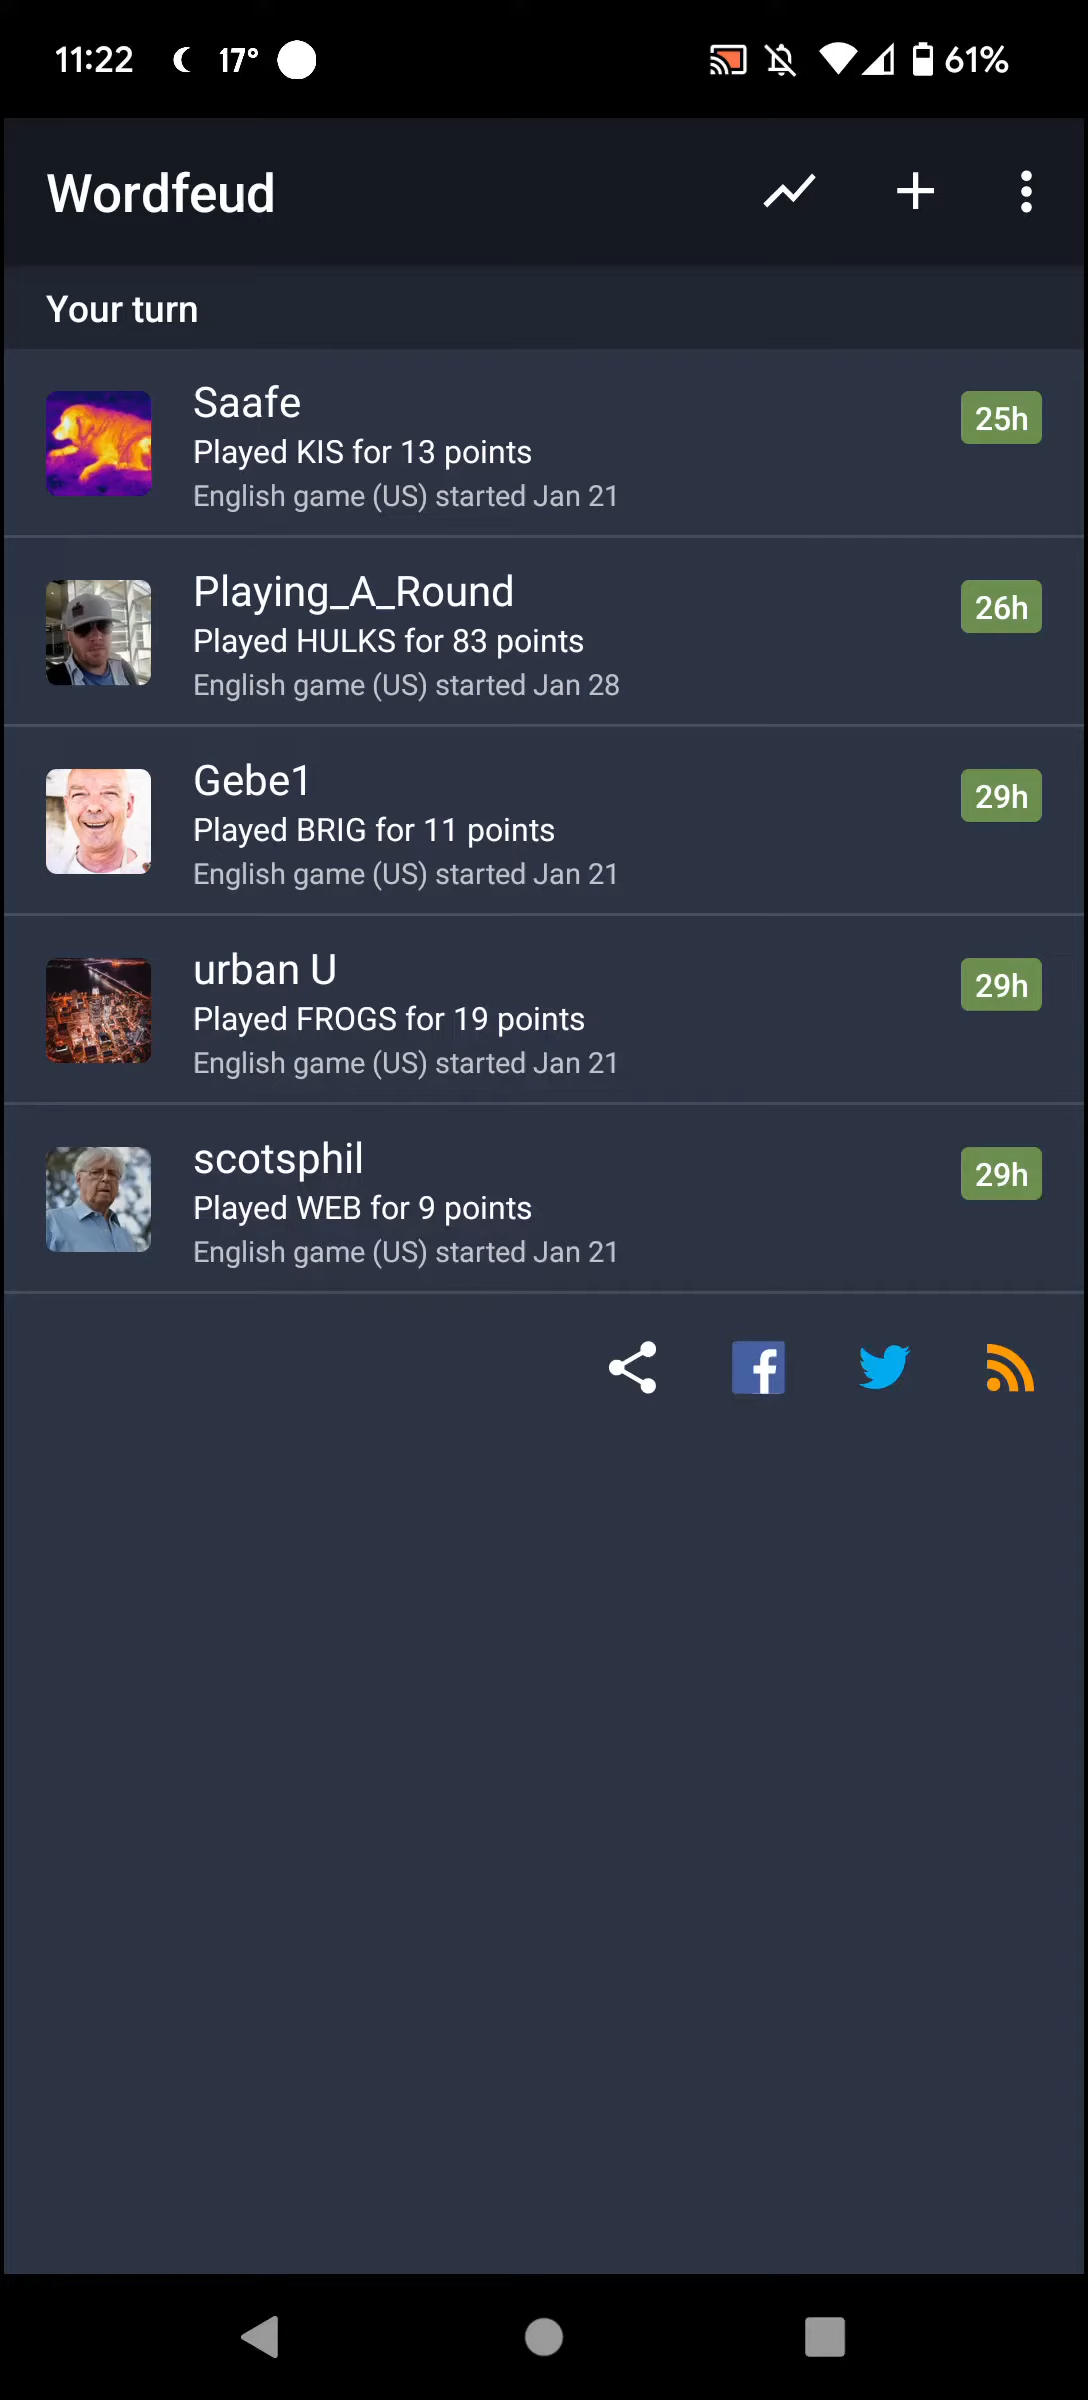 11:22 17° 61%
Wordfeud
Your turn
Saafe
25h
Played KIS for 13 points
English game (US) started Jan 21
Playing_A_Round
26h
Played HULKS for 83 points
English game (US) started Jan 28
Gebe1
29h
Played BRIG for 11 points
English game (US) started Jan 21
urban U
29h
Played FROGS for 19 points
English game (US) started Jan 21
scotsphil
29h
Played WEB for 9 points
English game (US) started Jan 21